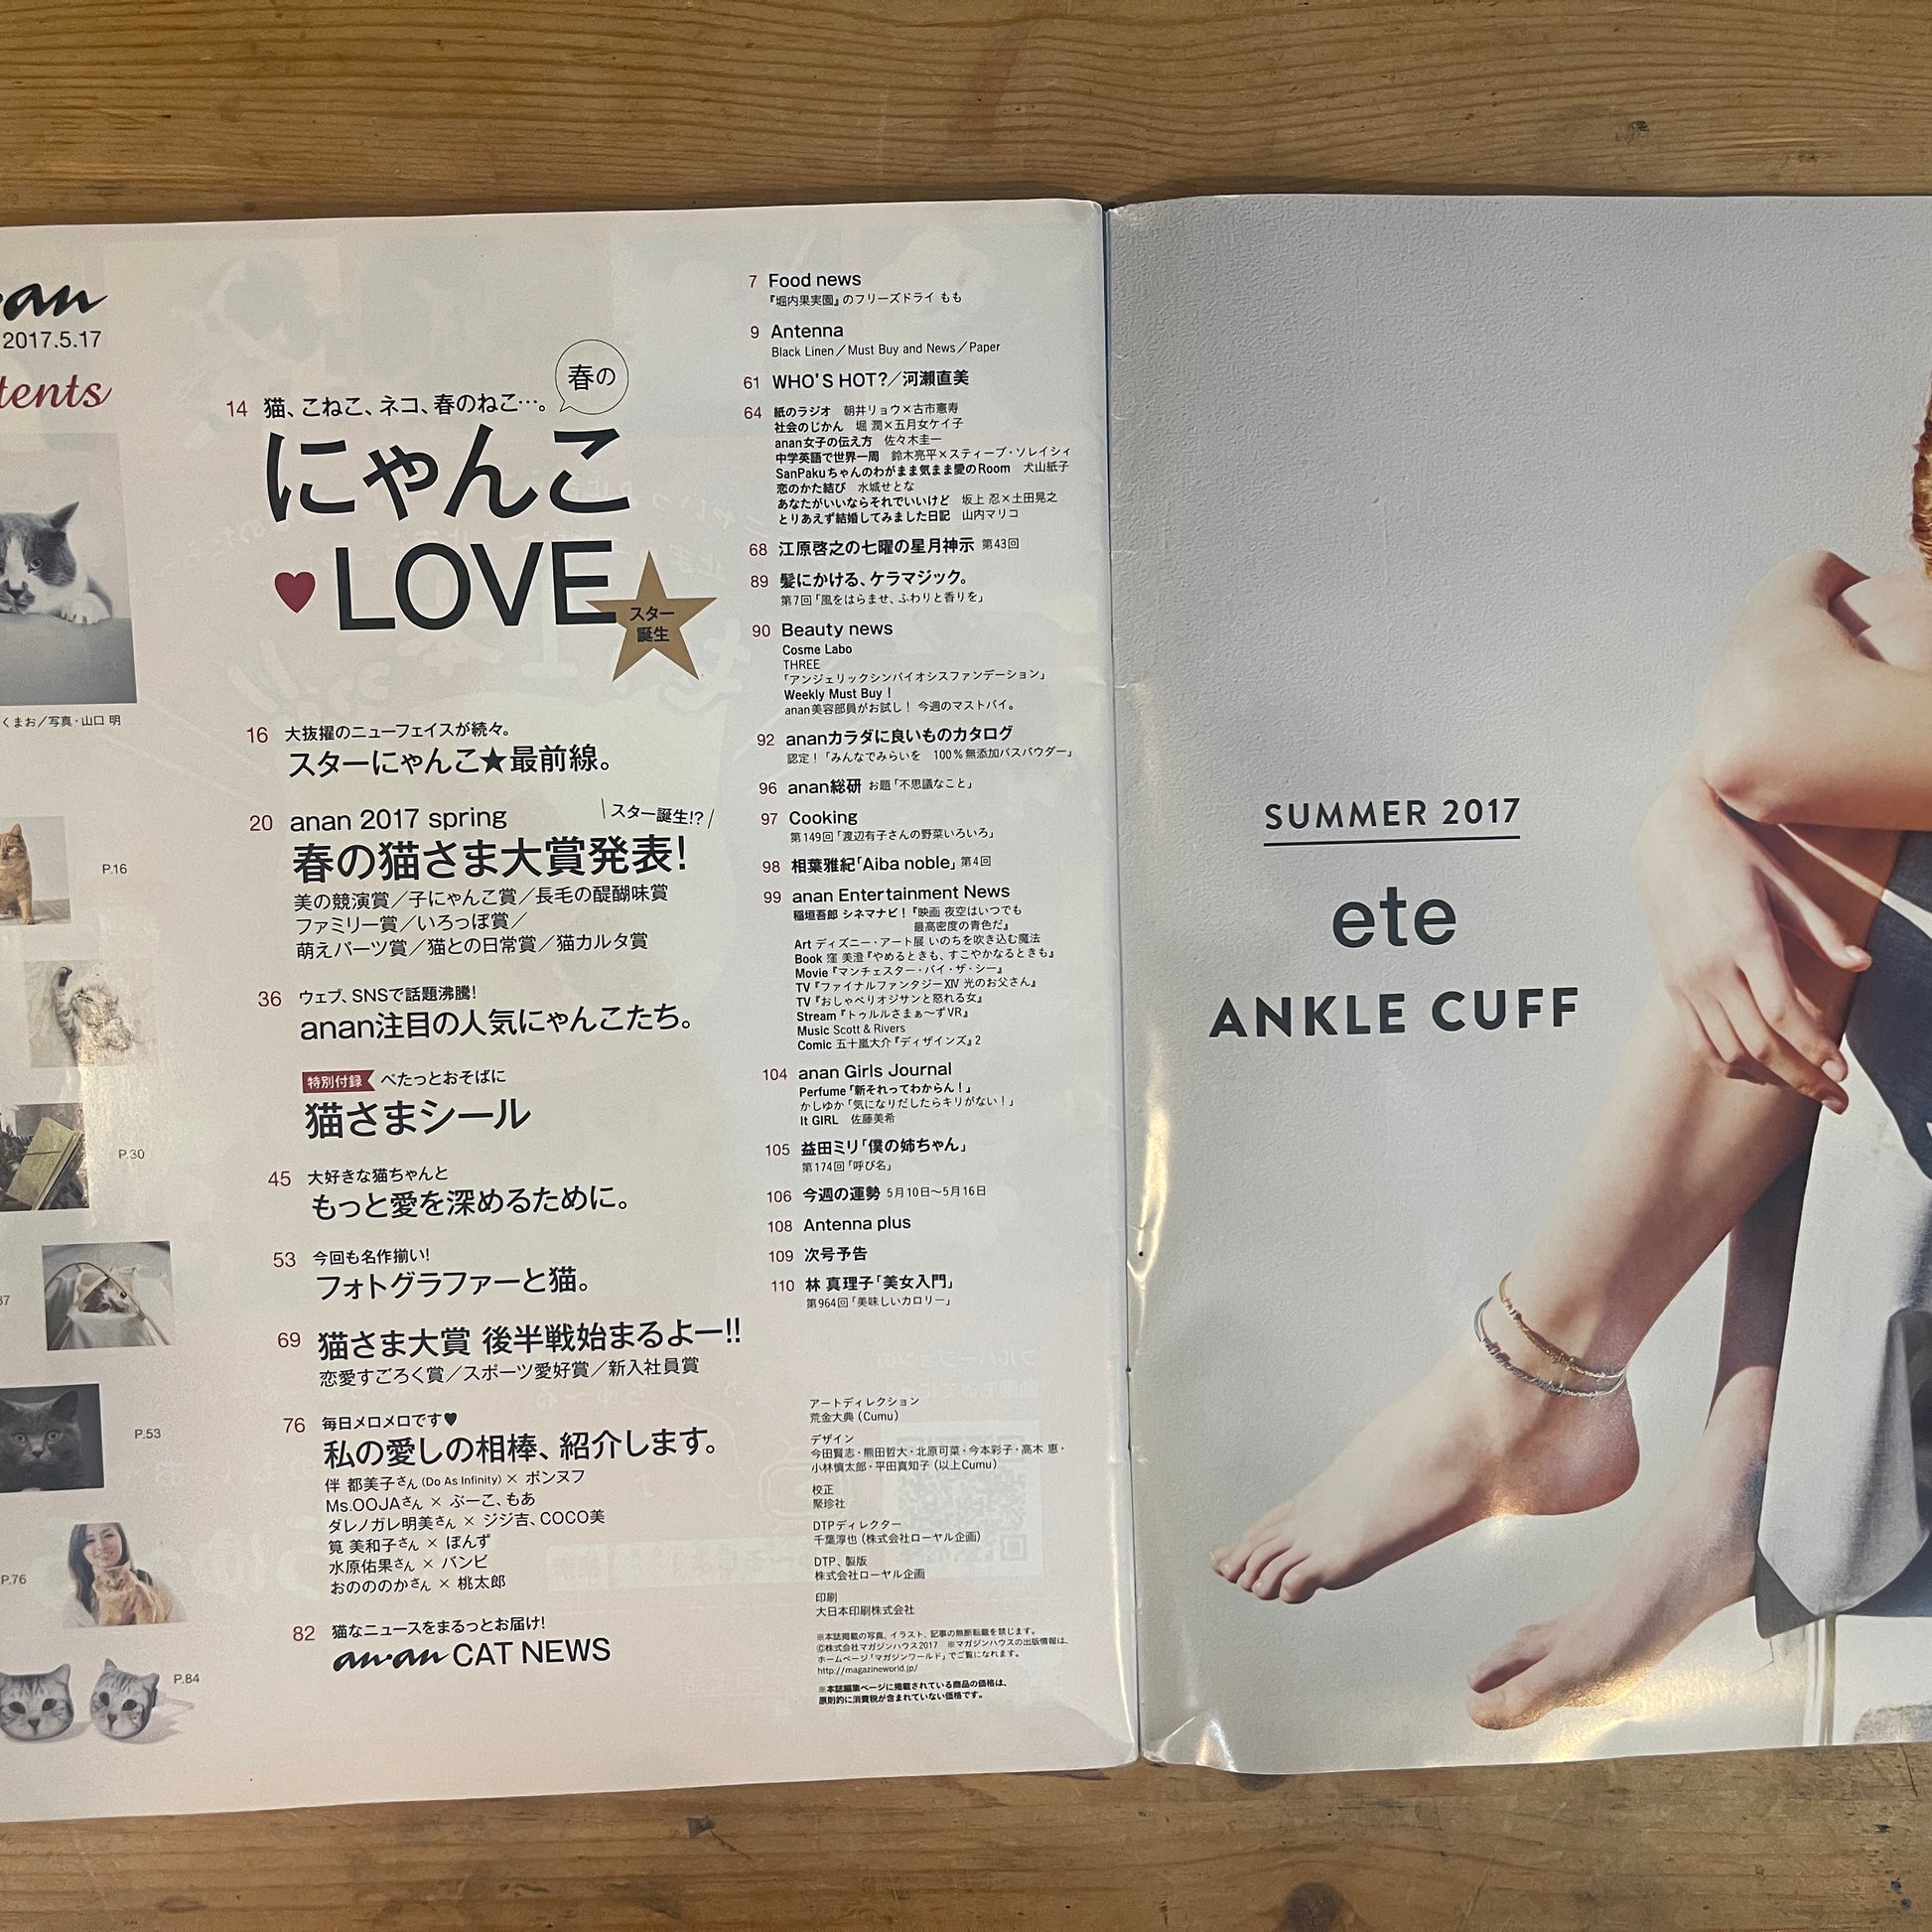 an
2017.5.17
tents
くまお／写真・山口 明
P.16
P.30
37
P.53
P.76
P.84
春の
14 猫、こねこ、ネコ、春のねこ…。
にゃんこ
♥LOVE
スター
誕生
16 大抜擢のニューフェイスが続々。
スターにゃんこ★最前線。
20 anan 2017 spring
スター誕生!?
春の猫さま大賞発表!
美の競演賞／子にゃんこ賞／長毛の醍醐味賞
ファミリー賞／いろっぽ賞／
萌えパーツ賞／猫との日常賞／猫カルタ賞
36 ウェブ、SNSで話題沸騰!
anan注目の人気にゃんこたち。
特別付録 ぺたっとおそばに
猫さまシール
45 大好きな猫ちゃんと
もっと愛を深めるために。
53 今回も名作揃い!
フォトグラファーと猫。
69 猫さま大賞 後半戦始まるよー!!
恋愛すごろく賞／スポーツ愛好賞／新入社員賞
76 毎日メロメロです♥
私の愛しの相棒、紹介します。
伴 都美子さん (Do As Infinity) × ボンヌフ
Ms.OOJAさん × ぶーこ、もあ
ダレノガレ明美さん × ジジ吉、COCO美
筧 美和子さん × ぽんず
水原佑果さん × バンビ
おのののかさん × 桃太郎
82 猫なニュースをまるっとお届け!
an・an CAT NEWS
7 Food news
『堀内果実園』のフリーズドライ もも
9 Antenna
Black Linen／Must Buy and News／Paper
61 WHO'S HOT?／河瀬直美
64 紙のラジオ 朝井リョウ×古市憲寿
社会のじかん 堀 潤×五月女ケイ子
anan女子の伝え方 佐々木圭一
中学英語で世界一周 鈴木亮平×スティーブ・ソレイシィ
SanPakuちゃんのわがまま気まま愛のRoom 犬山紙子
恋のかた結び 水城せとな
あなたがいいならそれでいいけど 坂上 忍×土田晃之
とりあえず結婚してみました日記 山内マリコ
68 江原啓之の七曜の星月神示 第43回
89 髪にかける、ケラマジック。
第7回「風をはらませ、ふわりと香りを」
90 Beauty news
Cosme Labo
THREE
「アンジェリックシンバイオシスファンデーション」
Weekly Must Buy !
anan美容部員がお試し! 今週のマストバイ。
92 ananカラダに良いものカタログ
認定!「みんなでみらいを 100%無添加バスパウダー」
96 anan総研 お題「不思議なこと」
97 Cooking
第149回「渡辺有子さんの野菜いろいろ」
98 相葉雅紀「Aiba noble」第4回
99 anan Entertainment News
稲垣吾郎 シネマナビ!『映画 夜空はいつでも
最高密度の青色だ』
Art ディズニー・アート展 いのちを吹き込む魔法
Book 窪 美澄『やめるときも、すこやかなるときも』
Movie『マンチェスター・バイ・ザ・シー』
TV『ファイナルファンタジーXIV 光のお父さん』
TV『おしゃべりオジサンと怒れる女』
Stream『トゥルルさまぁ〜ずVR』
Music Scott & Rivers
Comic 五十嵐大介『ディザインズ』2
104 anan Girls Journal
Perfume「新それってわからん!」
かしゆか「気になりだしたらキリがない!」
It GIRL 佐藤美希
105 益田ミリ「僕の姉ちゃん」
第174回「呼び名」
106 今週の運勢 5月10日〜5月16日
108 Antenna plus
109 次号予告
110 林 真理子「美女入門」
第964回「美味しいカロリー」
アートディレクション
荒金大典 (Cumu)
デザイン
今田賢志・熊田哲大・北原可菜・今本彩子・高木 恵・
小林慎太郎・平田真知子 (以上Cumu)
校正
聚珍社
DTPディレクター
千葉淳也 (株式会社ローヤル企画)
DTP、製版
株式会社ローヤル企画
印刷
大日本印刷株式会社
※本誌掲載の写真、イラスト、記事の無断転載を禁じます。
©株式会社マガジンハウス2017 ※マガジンハウスの出版情報は、
ホームページ「マガジンワールド」でご覧になれます。
http://magazineworld.jp/
※本誌編集ページに掲載されている商品の価格は、
原則的に消費税が含まれていない価格です。
SUMMER 2017
ete
ANKLE CUFF